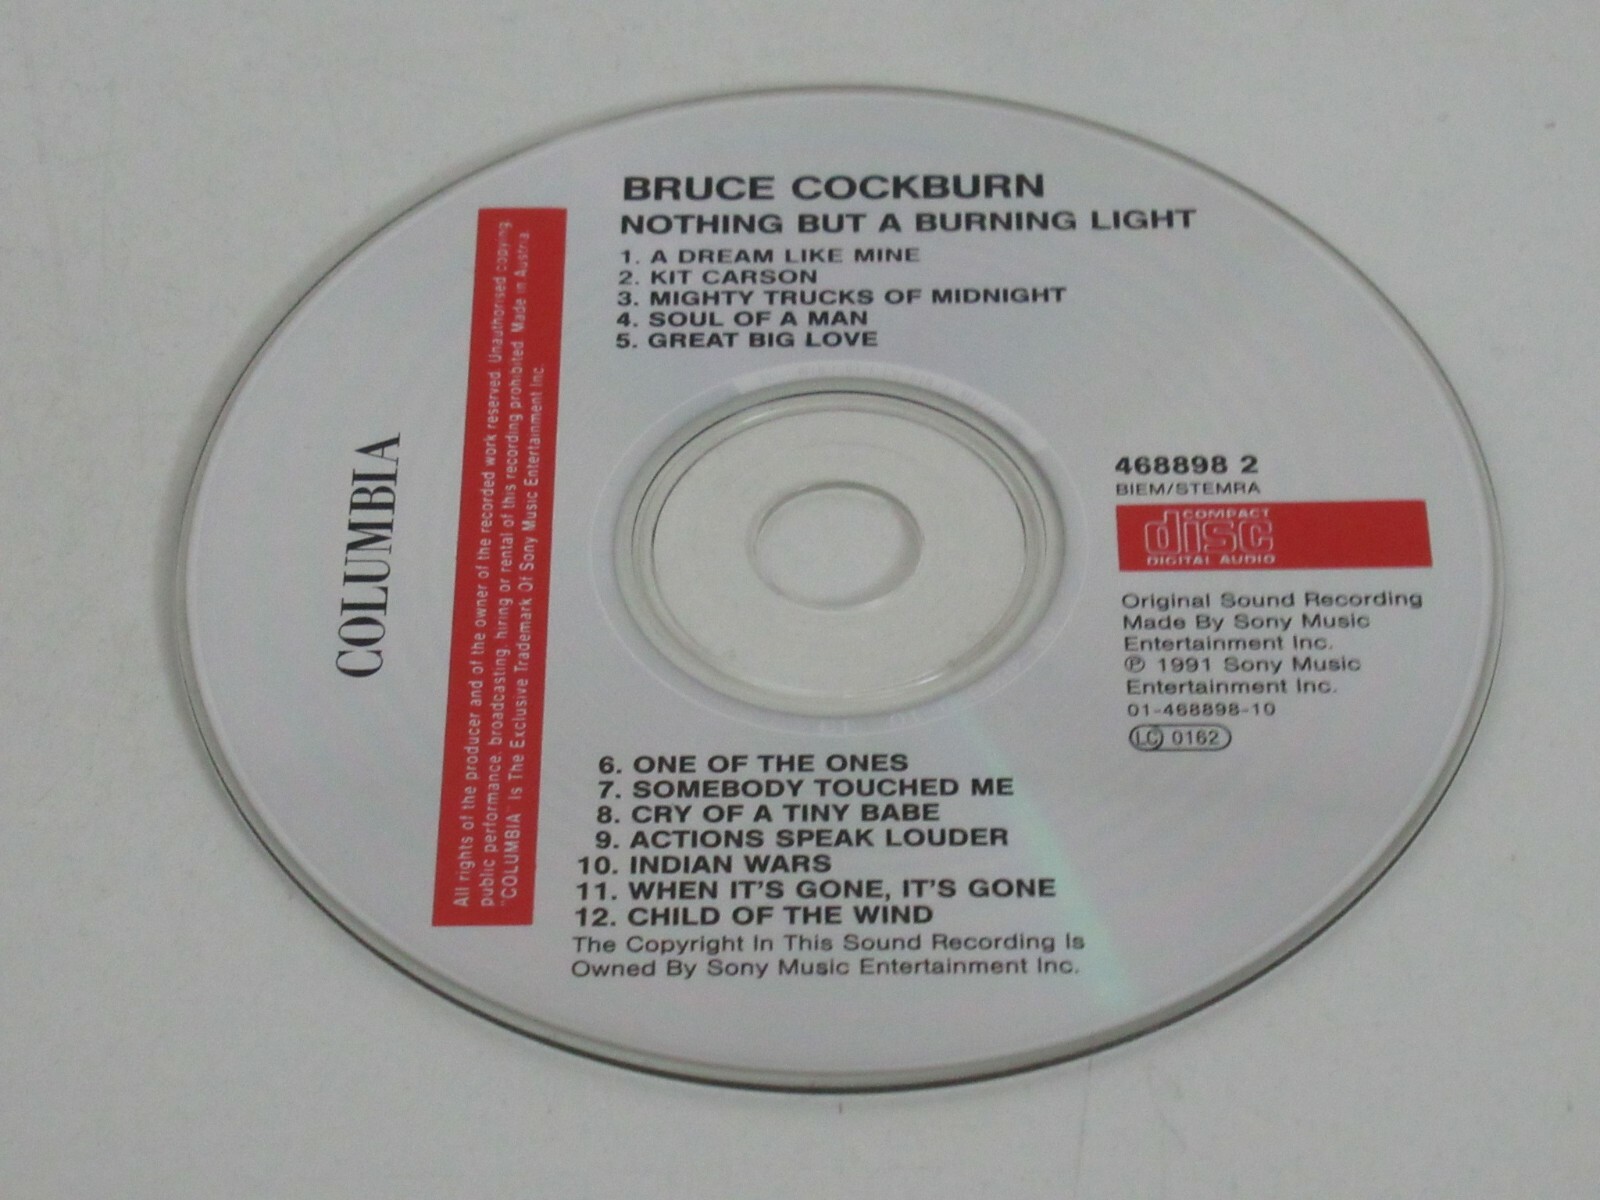 BRUCE COCKBURN
NOTHING BUT A BURNING LIGHT
1. A DREAM LIKE MINE
2. KIT CARSON
3. MIGHTY TRUCKS OF MIDNIGHT
4. SOUL OF A MAN
5. GREAT BIG LOVE
COLUMBIA
All rights of the producer and of the owner of the recorded work reserved. Unauthorised copying,
public performance, broadcasting, hiring or rental of this recording prohibited. Made in Austria.
"COLUMBIA" Is The Exclusive Trademark Of Sony Music Entertainment Inc.
468898 2
BIEM/STEMRA
COMPACT
disc
DIGITAL AUDIO
Original Sound Recording
Made By Sony Music
Entertainment Inc.
℗ 1991 Sony Music
Entertainment Inc.
01-468898-10
LC 0162
6. ONE OF THE ONES
7. SOMEBODY TOUCHED ME
8. CRY OF A TINY BABE
9. ACTIONS SPEAK LOUDER
10. INDIAN WARS
11. WHEN IT'S GONE, IT'S GONE
12. CHILD OF THE WIND
The Copyright In This Sound Recording Is
Owned By Sony Music Entertainment Inc.